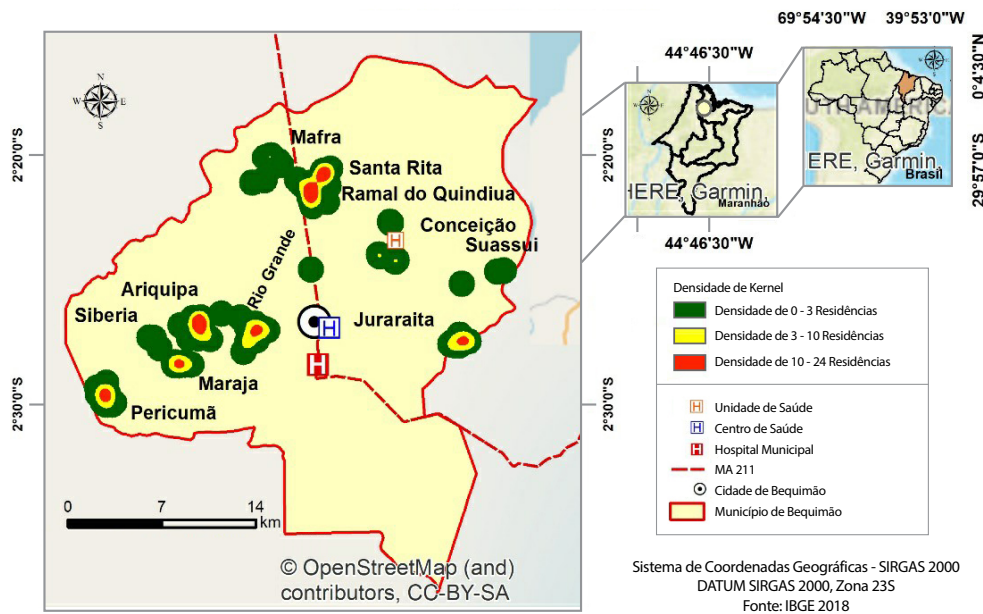 69°54'30"W 39°53'0"W
44°46'30"W
0°4'30"N
29°57'0"S
UTH AMERICA
ERE, Garmin,
Brasil
HERE, Garmin,
Maranhão
44°46'30"W
N
W E
S
N
W E
S
2°20'0"S
2°20'0"S
2°30'0"S
2°30'0"S
Mafra
Santa Rita
Ramal do Quindiua
Conceição
Suassui
H
Rio Grande
Ariquipa
Siberia
Juraraita
H
H
Maraja
Pericumã
0 7 14
km
© OpenStreetMap (and)
contributors, CC-BY-SA
Densidade de Kernel
Densidade de 0 - 3 Residências
Densidade de 3 - 10 Residências
Densidade de 10 - 24 Residências
H Unidade de Saúde
H Centro de Saúde
H Hospital Municipal
MA 211
Cidade de Bequimão
Município de Bequimão
Sistema de Coordenadas Geográficas - SIRGAS 2000
DATUM SIRGAS 2000, Zona 23S
Fonte: IBGE 2018